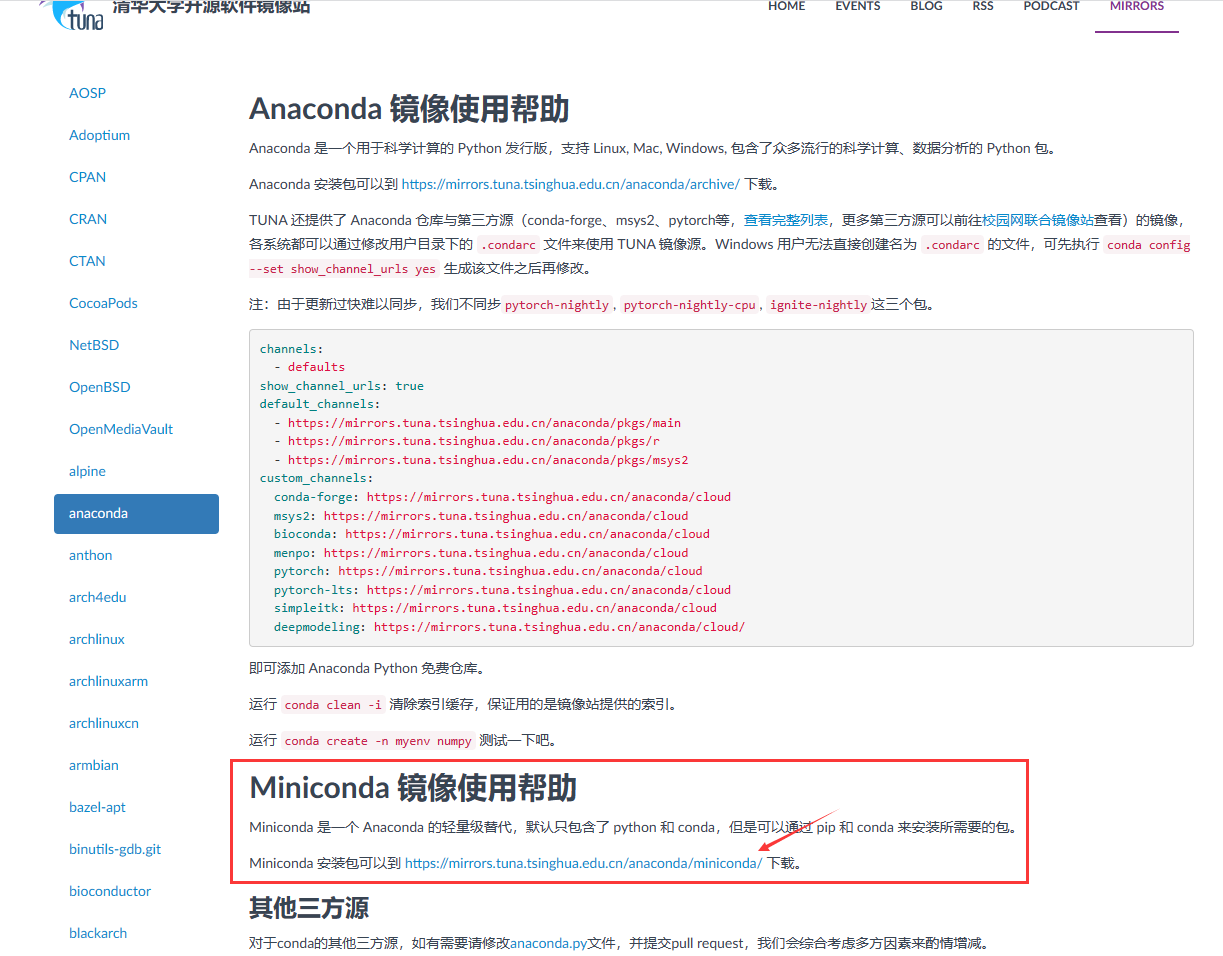 tuna
清华大学开源软件镜像站
HOME
EVENTS
BLOG
RSS
PODCAST
MIRRORS
AOSP
Adoptium
CPAN
CRAN
CTAN
CocoaPods
NetBSD
OpenBSD
OpenMediaVault
alpine
anaconda
anthon
arch4edu
archlinux
archlinuxarm
archlinuxcn
armbian
bazel-apt
binutils-gdb.git
bioconductor
blackarch
Anaconda 镜像使用帮助
Anaconda 是一个用于科学计算的 Python 发行版，支持 Linux, Mac, Windows, 包含了众多流行的科学计算、数据分析的 Python 包。
Anaconda 安装包可以到 https://mirrors.tuna.tsinghua.edu.cn/anaconda/archive/ 下载。
TUNA 还提供了 Anaconda 仓库与第三方源（conda-forge、msys2、pytorch等，查看完整列表，更多第三方源可以前往校园网联合镜像站查看）的镜像，
各系统都可以通过修改用户目录下的 .condarc 文件来使用 TUNA 镜像源。Windows 用户无法直接创建名为 .condarc 的文件，可先执行 conda config
--set show_channel_urls yes 生成该文件之后再修改。
注：由于更新过快难以同步，我们不同步 pytorch-nightly, pytorch-nightly-cpu, ignite-nightly 这三个包。
channels:
  - defaults
show_channel_urls: true
default_channels:
  - https://mirrors.tuna.tsinghua.edu.cn/anaconda/pkgs/main
  - https://mirrors.tuna.tsinghua.edu.cn/anaconda/pkgs/r
  - https://mirrors.tuna.tsinghua.edu.cn/anaconda/pkgs/msys2
custom_channels:
  conda-forge: https://mirrors.tuna.tsinghua.edu.cn/anaconda/cloud
  msys2: https://mirrors.tuna.tsinghua.edu.cn/anaconda/cloud
  bioconda: https://mirrors.tuna.tsinghua.edu.cn/anaconda/cloud
  menpo: https://mirrors.tuna.tsinghua.edu.cn/anaconda/cloud
  pytorch: https://mirrors.tuna.tsinghua.edu.cn/anaconda/cloud
  pytorch-lts: https://mirrors.tuna.tsinghua.edu.cn/anaconda/cloud
  simpleitk: https://mirrors.tuna.tsinghua.edu.cn/anaconda/cloud
  deepmodeling: https://mirrors.tuna.tsinghua.edu.cn/anaconda/cloud/
即可添加 Anaconda Python 免费仓库。
运行 conda clean -i 清除索引缓存，保证用的是镜像站提供的索引。
运行 conda create -n myenv numpy 测试一下吧。
Miniconda 镜像使用帮助
Miniconda 是一个 Anaconda 的轻量级替代，默认只包含了 python 和 conda，但是可以通过 pip 和 conda 来安装所需要的包。
Miniconda 安装包可以到 https://mirrors.tuna.tsinghua.edu.cn/anaconda/miniconda/ 下载。
其他三方源
对于conda的其他三方源，如有需要请修改anaconda.py文件，并提交pull request，我们会综合考虑多方因素来酌情增减。